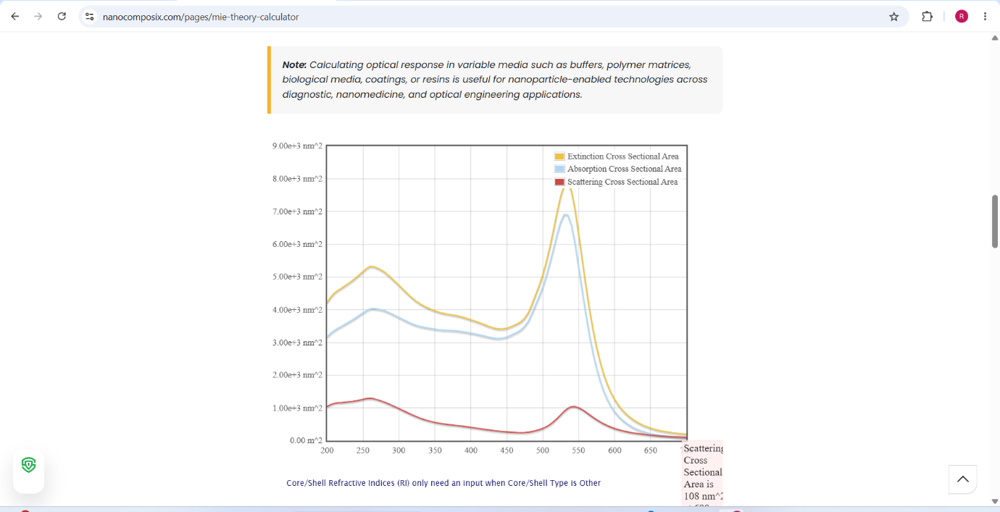 nanocomposix.com/pages/mie-theory-calculator
R
Note: Calculating optical response in variable media such as buffers, polymer matrices,
biological media, coatings, or resins is useful for nanoparticle-enabled technologies across
diagnostic, nanomedicine, and optical engineering applications.
9.00e+3 nm^2
Extinction Cross Sectional Area
Absorption Cross Sectional Area
8.00e+3 nm^2
Scattering Cross Sectional Area
7.00e+3 nm^2
6.00e+3 nm^2
5.00e+3 nm^2
4.00e+3 nm^2
3.00e+3 nm^2
2.00e+3 nm^2
1.00e+3 nm^2
0.00 m^2
200 250 300 350 400 450 500 550 600 650
Scattering
Cross
Sectional
Area is
108 nm^2
Core/Shell Refractive Indices (RI) only need an input when Core/Shell Type is Other